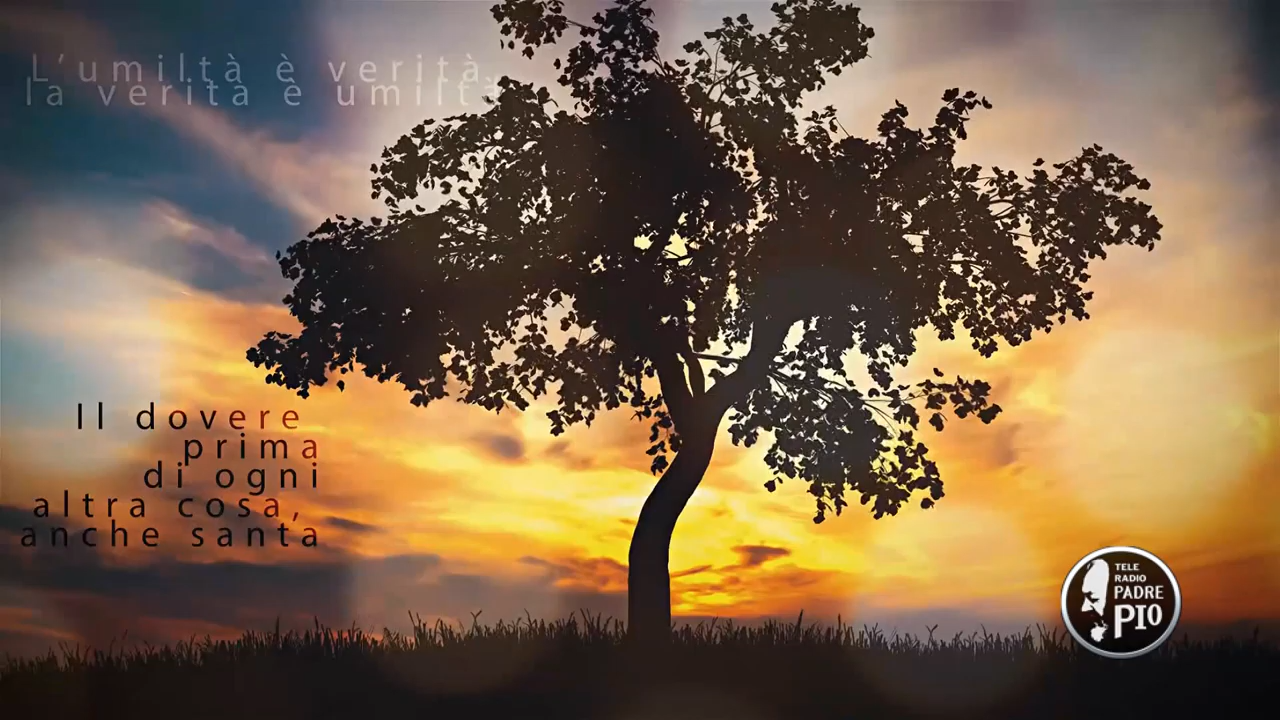 L'umiltà è verità,
la verità è umiltà
Il dovere
prima
di ogni
altra cosa,
anche santa
TELE
RADIO
PADRE
PIO